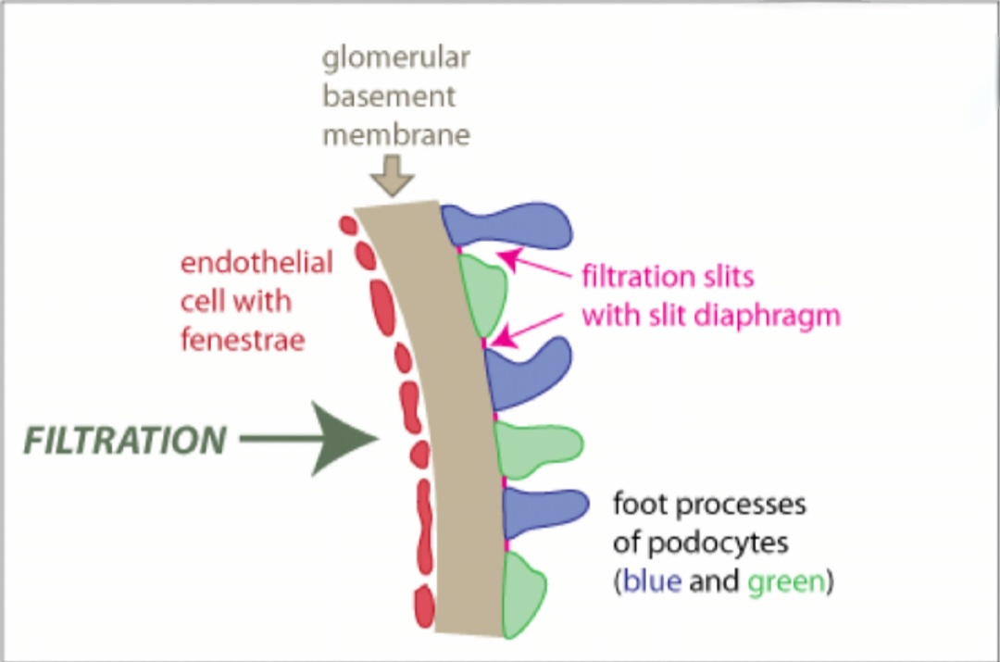 glomerular
basement
membrane
endothelial
cell with
fenestrae
filtration slits
with slit diaphragm
FILTRATION
foot processes
of podocytes
(blue and green)